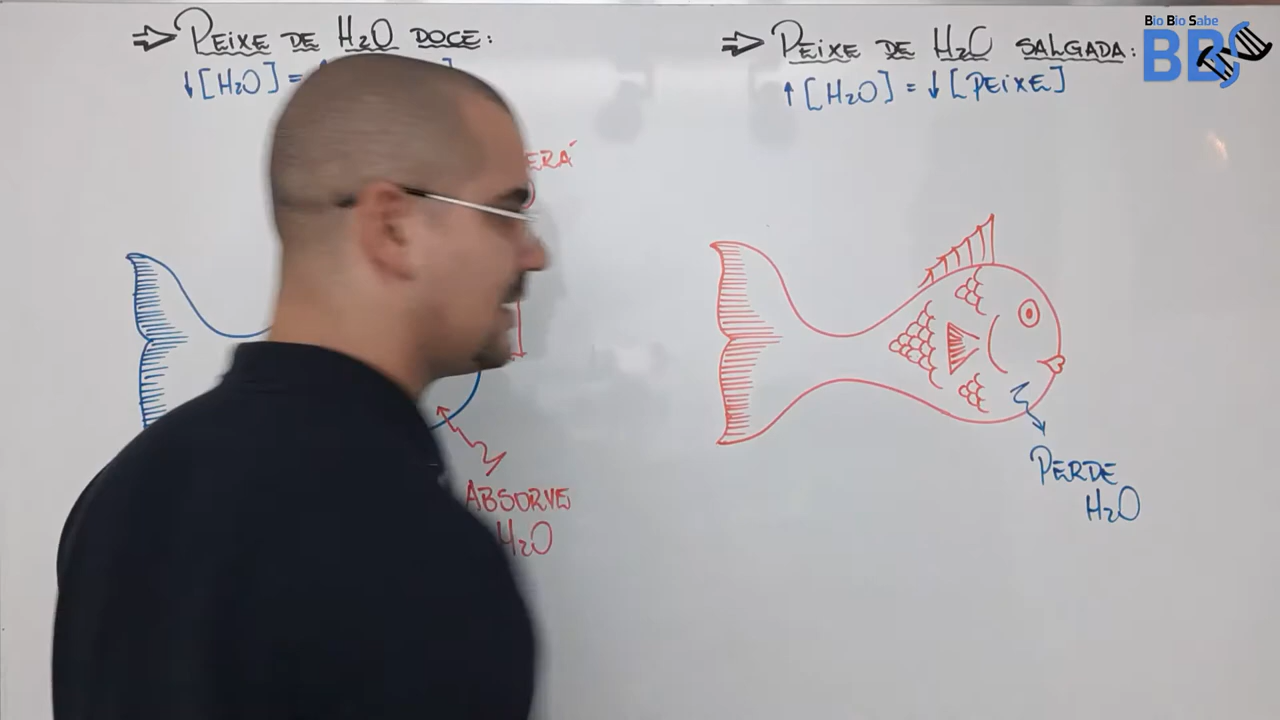 ⇒ PEIXE DE H₂O DOCE:
↓[H₂O] =
ERÁ
ABSORVE
H₂O
⇒ PEIXE DE H₂O SALGADA:
↑[H₂O] = ↓[PEIXE]
PERDE
H₂O
Bio Bio Sabe
BBS